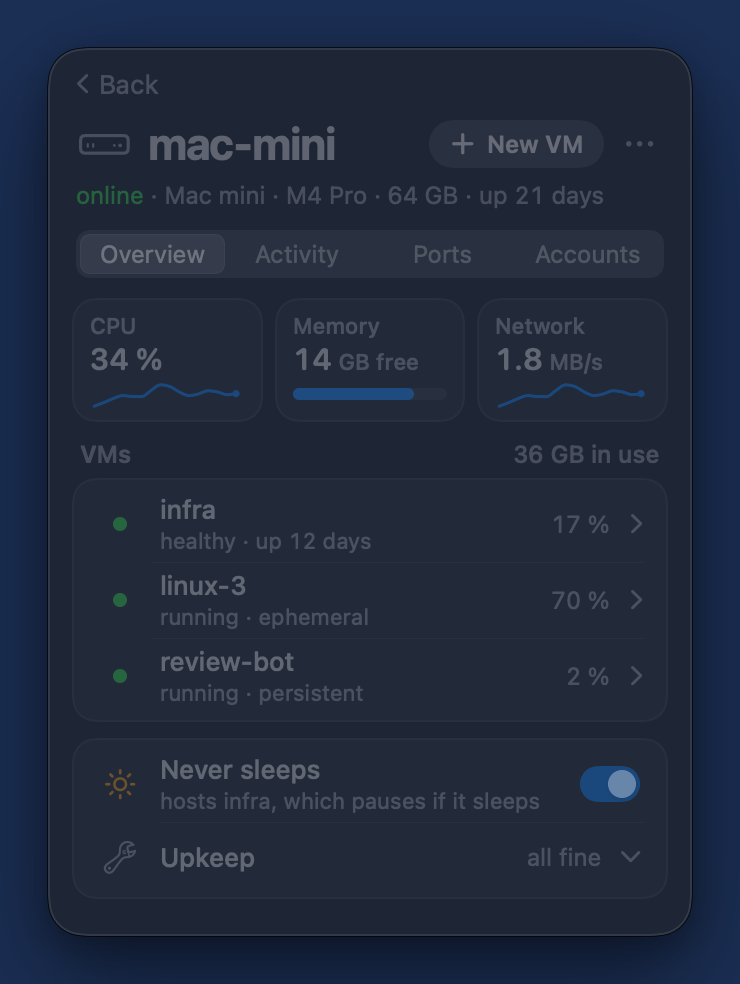 Back
mac-mini
New VM
online · Mac mini · M4 Pro · 64 GB · up 21 days
Overview Activity Ports Accounts
CPU Memory Network
34 % 14 GB free 1.8 MB/s
VMs 36 GB in use
infra
healthy · up 12 days
17 %
linux-3
running · ephemeral
70 %
review-bot
running · persistent
2 %
Never sleeps
hosts infra, which pauses if it sleeps
Upkeep all fine